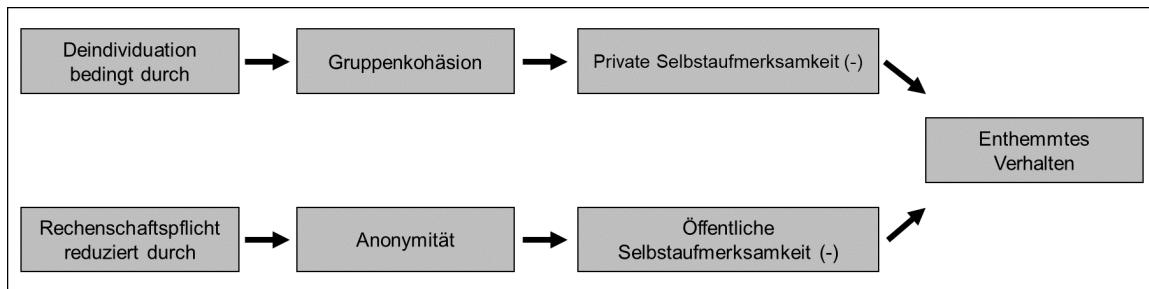 Deindividuation
bedingt durch
Gruppenkohäsion
Private Selbstaufmerksamkeit (-)
Enthemmtes
Verhalten
Rechenschaftspflicht
reduziert durch
Anonymität
Öffentliche
Selbstaufmerksamkeit (-)